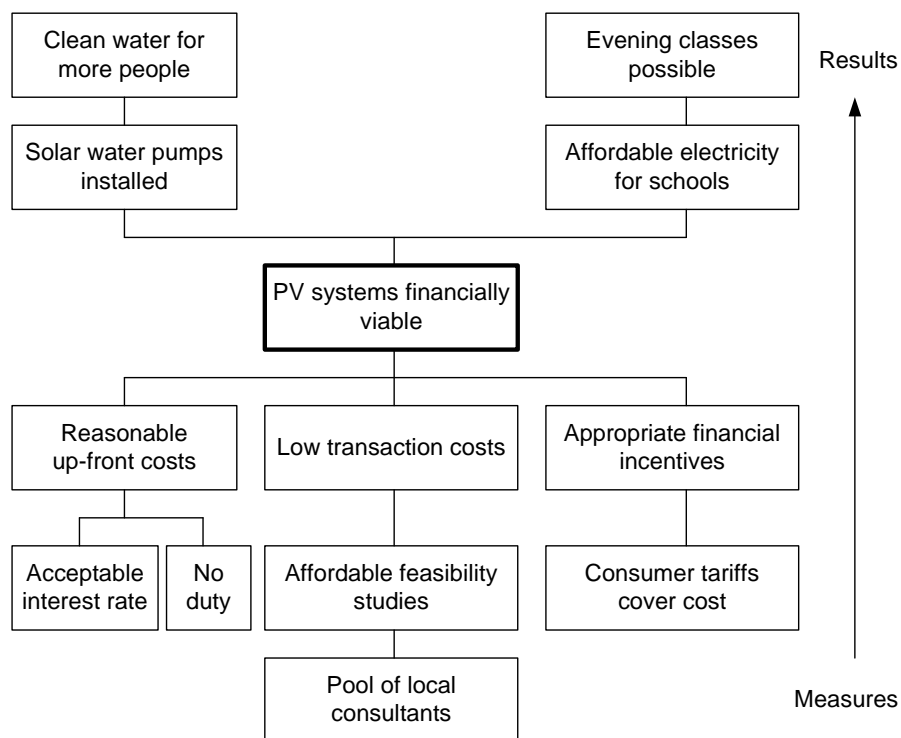 Clean water for
more people
Evening classes
possible
Results
Solar water pumps
installed
Affordable electricity
for schools
PV systems financially
viable
Reasonable
up-front costs
Low transaction costs
Appropriate financial
incentives
Acceptable
interest rate
No
duty
Affordable feasibility
studies
Consumer tariffs
cover cost
Pool of local
consultants
Measures